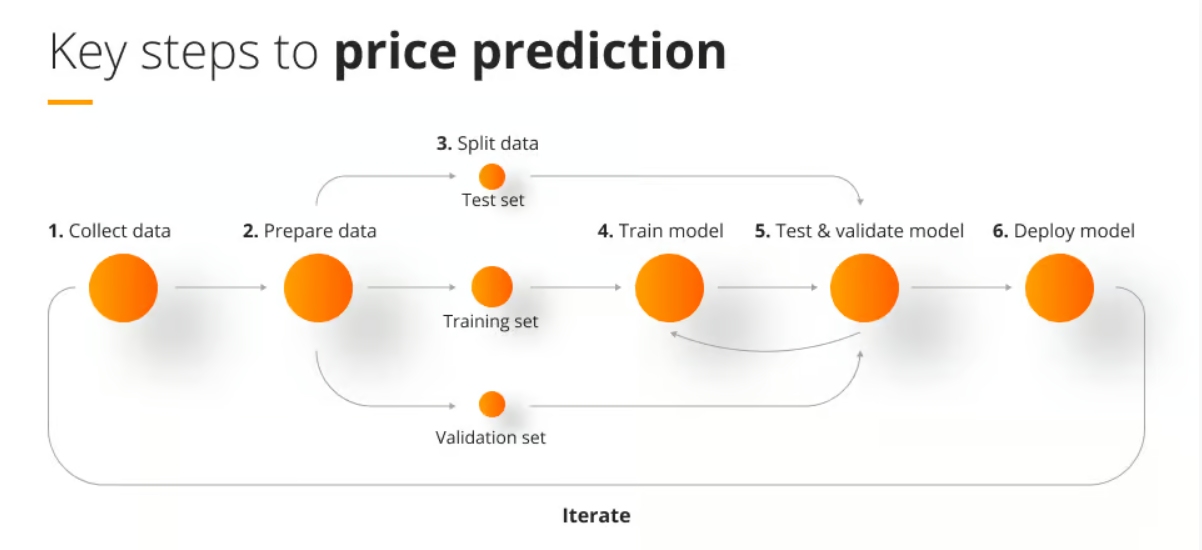 Key steps to price prediction
3. Split data
Test set
1. Collect data
2. Prepare data
4. Train model
5. Test & validate model
6. Deploy model
Training set
Validation set
Iterate